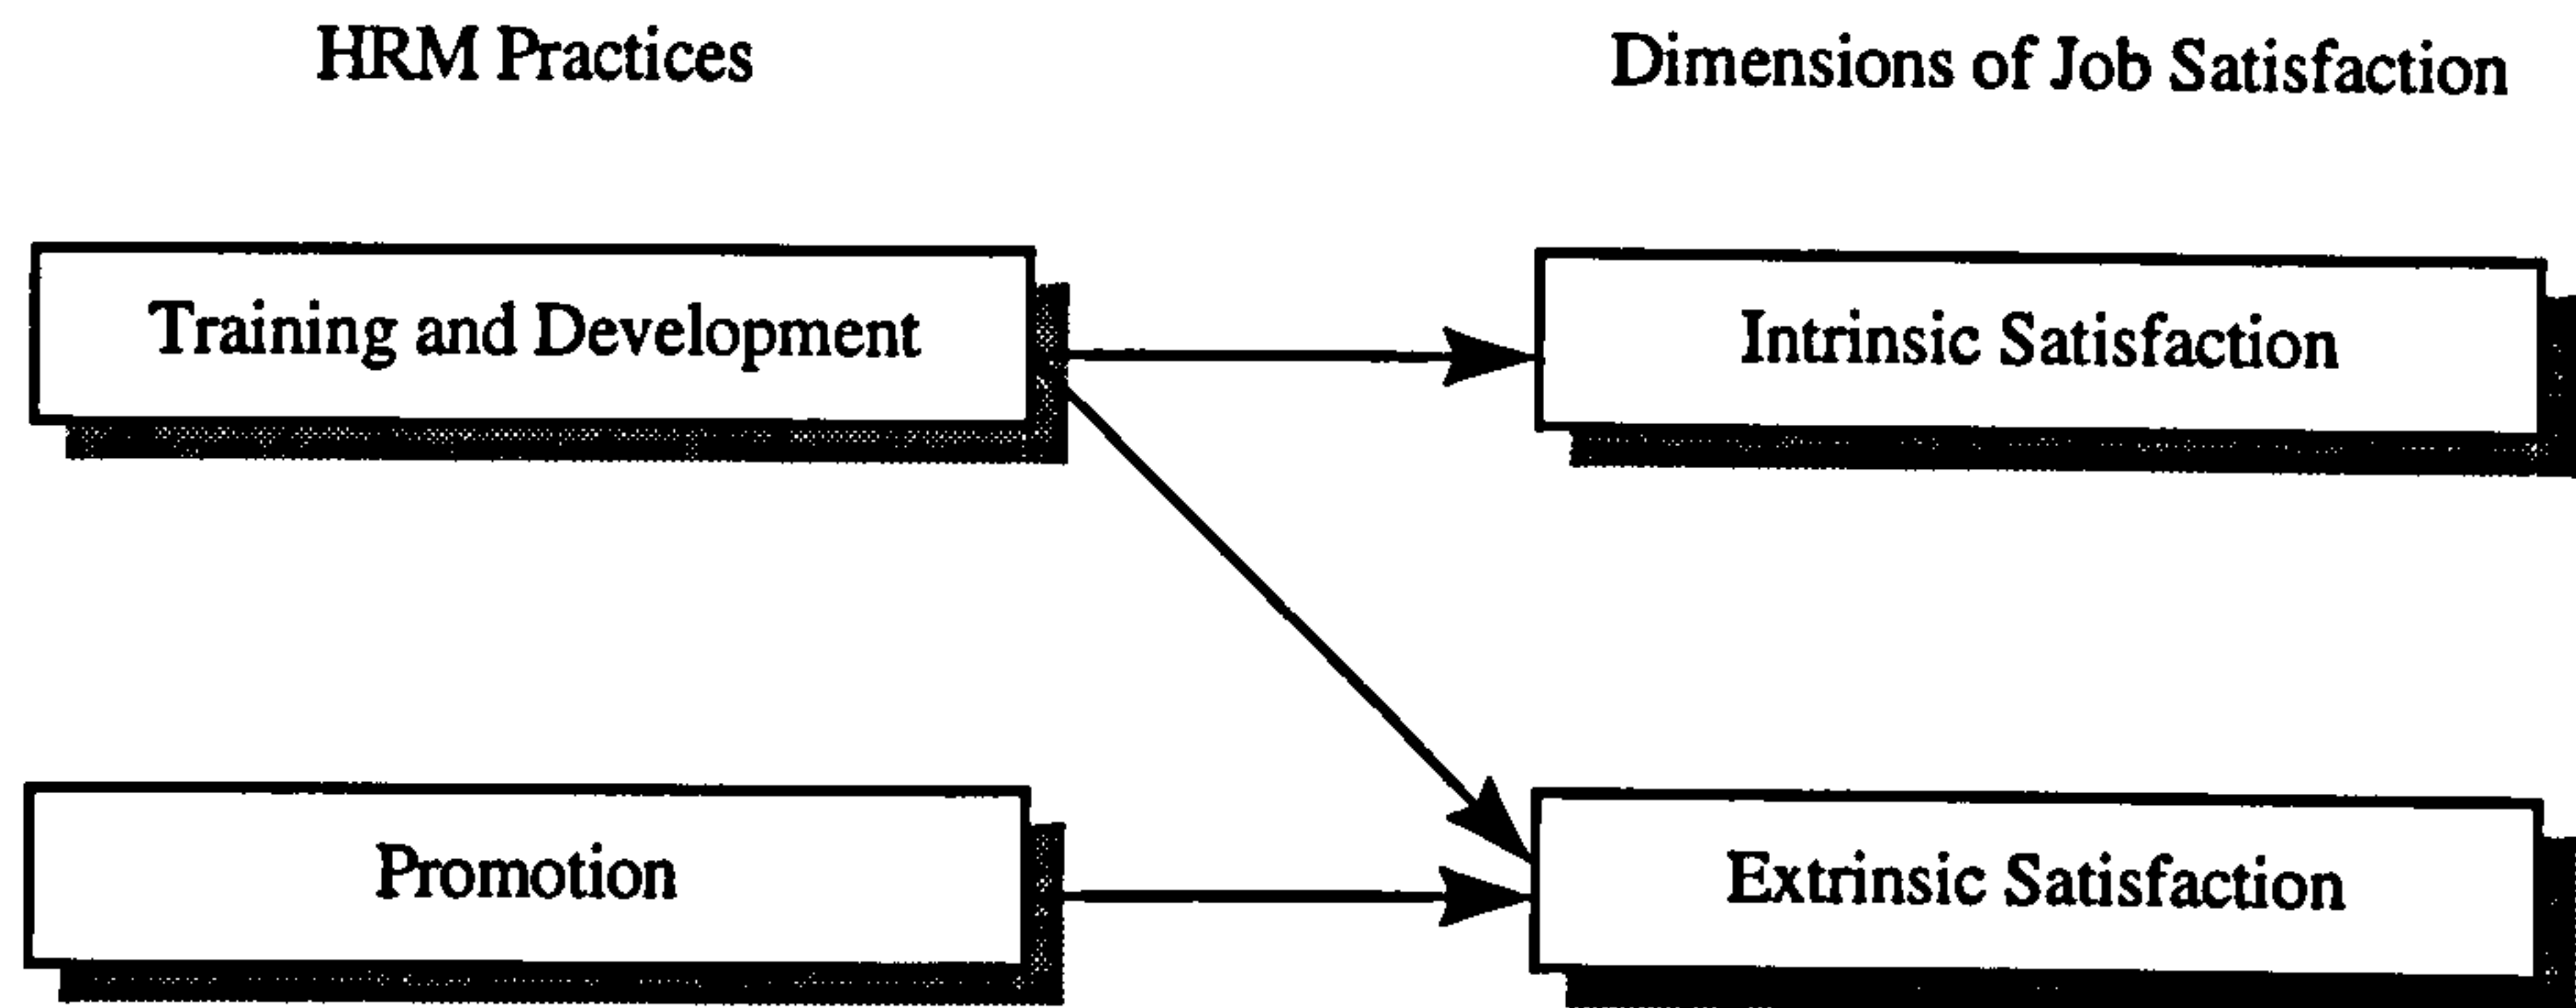 HRM Practices
Dimensions of Job Satisfaction
Training and Development
Intrinsic Satisfaction
Promotion
Extrinsic Satisfaction